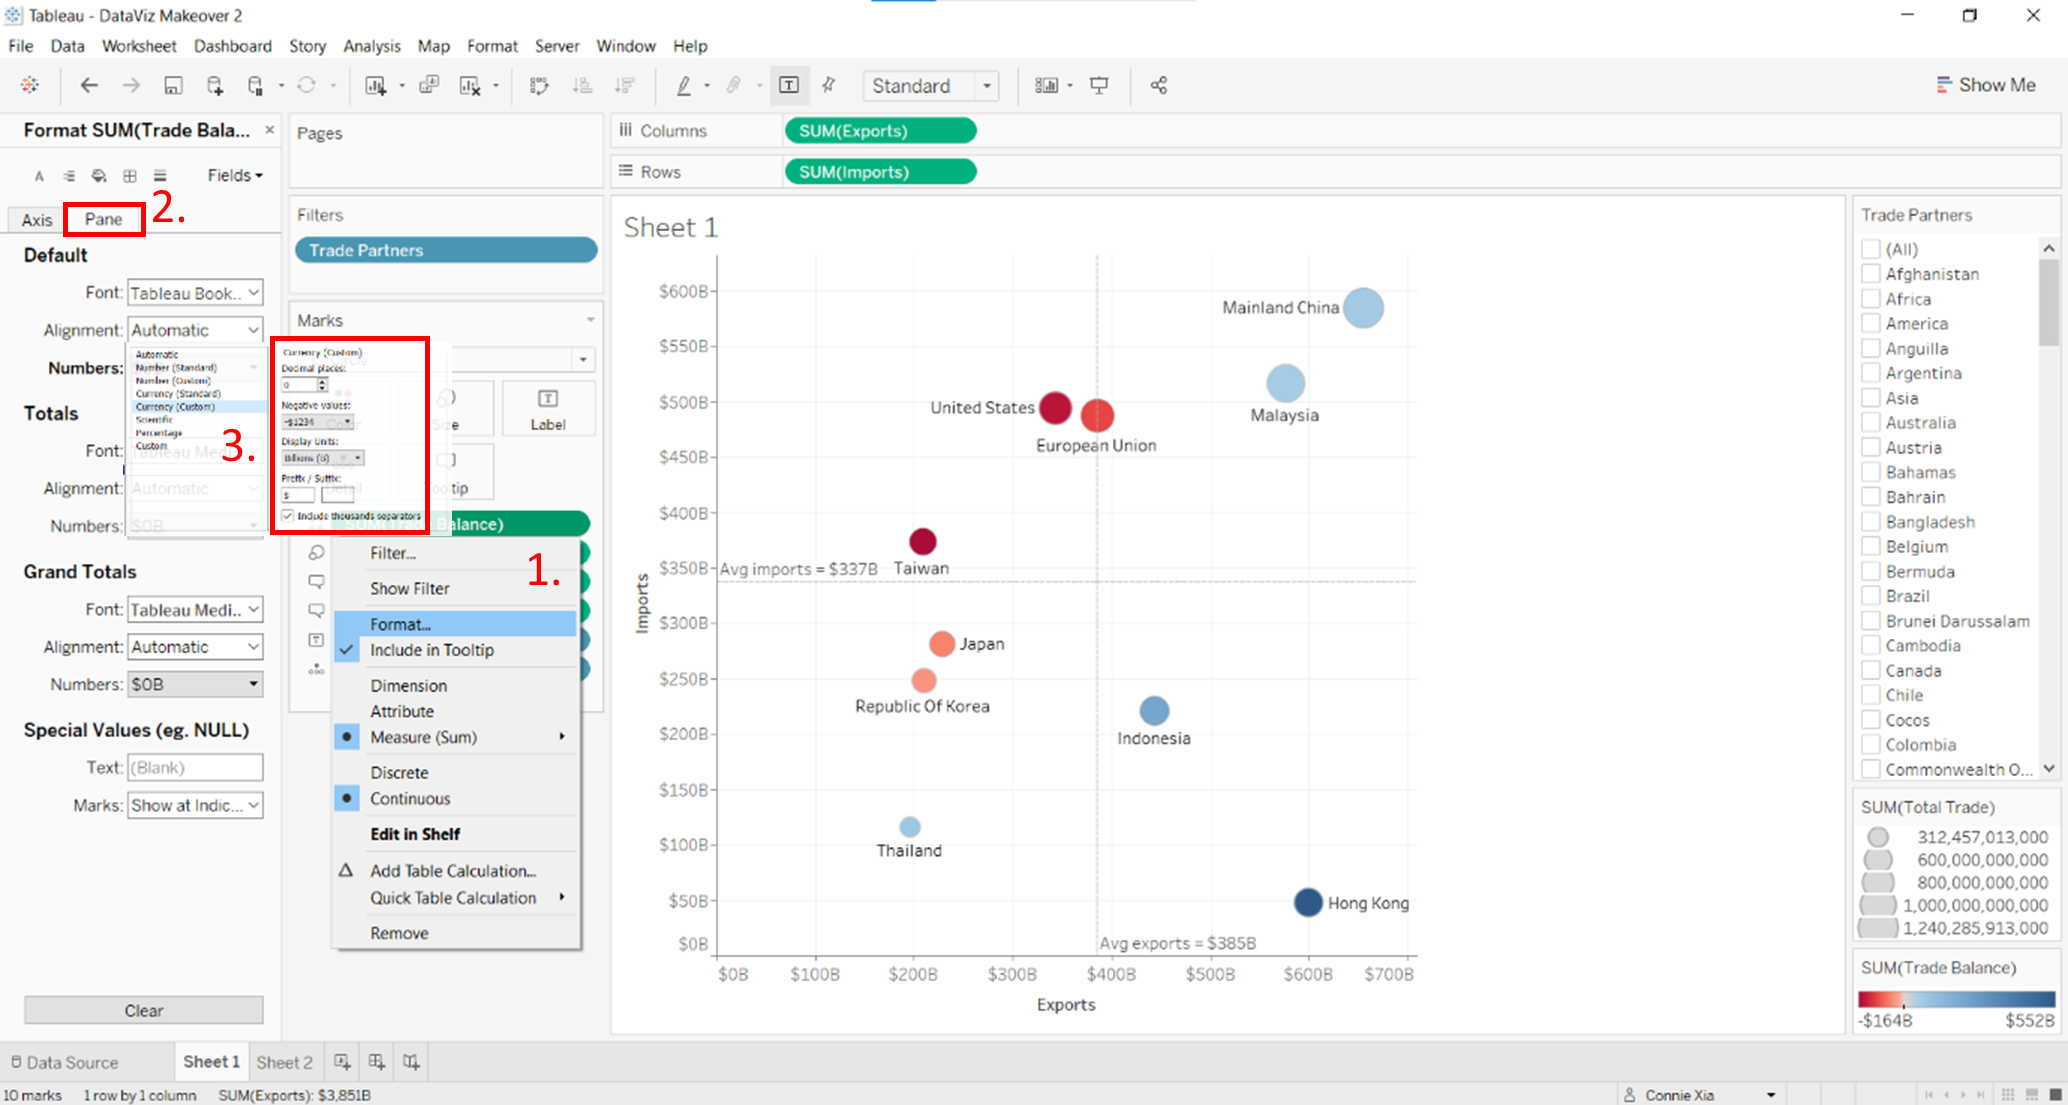 Tableau - DataViz Makeover 2
File Data Worksheet Dashboard Story Analysis Map Format Server Window Help
Standard
Show Me
Format SUM(Trade Bala...
Fields
Axis
Pane
2.
Default
Font: Tableau Book..
Alignment: Automatic
Numbers:
Automatic
Number (Standard)
Number (Custom)
Currency (Standard)
Currency (Custom)
Scientific
Percentage
Custom
3.
Totals
Font: Tableau Medi
Alignment: Automatic
Numbers: $0B
Grand Totals
Font: Tableau Medi..
Alignment: Automatic
Numbers: $0B
Special Values (eg. NULL)
Text: (Blank)
Marks: Show at Indic...
Clear
Pages
Filters
Trade Partners
Marks
Currency (Custom)
Decimal places:
0
Negative values:
-$1234
Display Units:
Billions (B)
Prefix / Suffix:
$
Include thousands separators
Label
Balance)
1.
Filter...
Show Filter
Format...
Include in Tooltip
Dimension
Attribute
Measure (Sum)
Discrete
Continuous
Edit in Shelf
Add Table Calculation...
Quick Table Calculation
Remove
Columns
SUM(Exports)
Rows
SUM(Imports)
Sheet 1
Imports
$600B
$550B
$500B
$450B
$400B
$350B
$300B
$250B
$200B
$150B
$100B
$50B
$0B
Mainland China
Malaysia
United States
European Union
Taiwan
Avg imports = $337B
Japan
Republic Of Korea
Indonesia
Thailand
Hong Kong
Avg exports = $385B
$0B $100B $200B $300B $400B $500B $600B $700B
Exports
Trade Partners
(All)
Afghanistan
Africa
America
Anguilla
Argentina
Asia
Australia
Austria
Bahamas
Bahrain
Bangladesh
Belgium
Bermuda
Brazil
Brunei Darussalam
Cambodia
Canada
Chile
Cocos
Colombia
Commonwealth O...
SUM(Total Trade)
312,457,013,000
600,000,000,000
800,000,000,000
1,000,000,000,000
1,240,285,913,000
SUM(Trade Balance)
-$164B $552B
Data Source
Sheet 1
Sheet 2
10 marks 1 row by 1 column SUM(Exports): $3,851B
Connie Xia